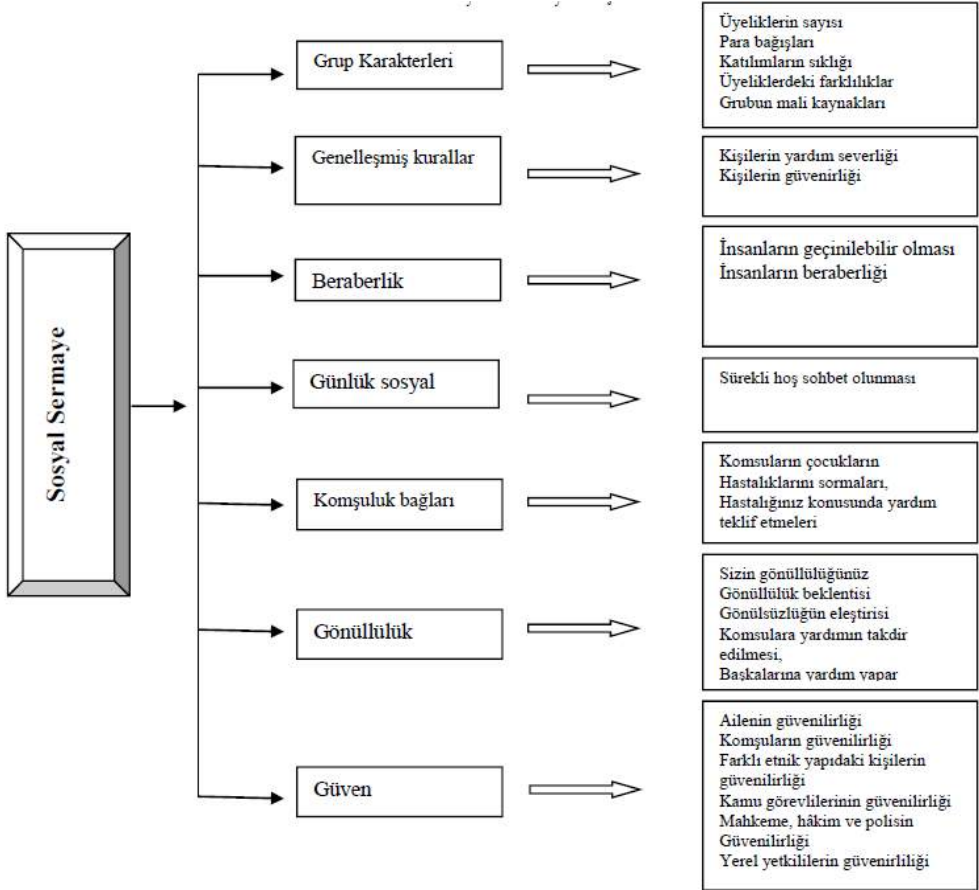 Sosyal Sermaye
Grup Karakterleri
Üyeliklerin sayısı
Para bağışları
Katılımların sıklığı
Üyeliklerdeki farklılıklar
Grubun mali kaynakları
Genelleşmiş kurallar
Kişilerin yardım severliği
Kişilerin güvenirliği
Beraberlik
İnsanların geçinilebilir olması
İnsanların beraberliği
Günlük sosyal
Sürekli hoş sohbet olunması
Komşuluk bağları
Komsuların çocukların
Hastalıklarını sormaları,
Hastalığınız konusunda yardım
teklif etmeleri
Gönüllülük
Sizin gönüllülüğünüz
Gönüllülük beklentisi
Gönülsüzlüğün eleştirisi
Komsulara yardımın takdir
edilmesi,
Başkalarına yardım yapar
Güven
Ailenin güvenilirliği
Komşuların güvenilirliği
Farklı etnik yapıdaki kişilerin
güvenilirliği
Kamu görevlilerinin güvenilirliği
Mahkeme, hâkim ve polisin
Güvenilirliği
Yerel yetkililerin güvenirliliği